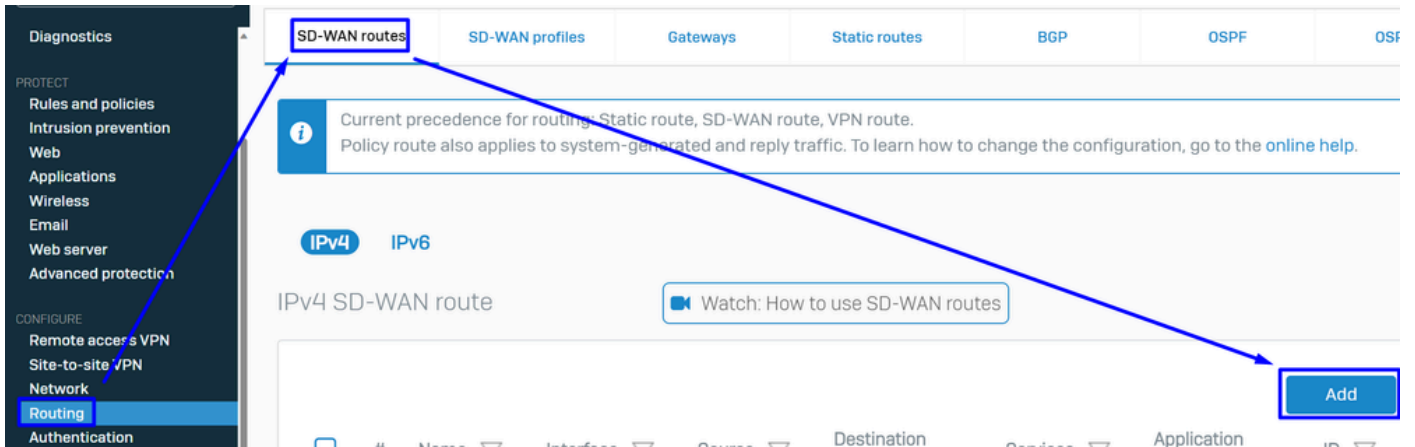 Diagnostics
PROTECT
Rules and policies
Intrusion prevention
Web
Applications
Wireless
Email
Web server
Advanced protection
CONFIGURE
Remote access VPN
Site-to-site VPN
Network
Routing
Authentication
SD-WAN routes SD-WAN profiles Gateways Static routes BGP OSPF
Current precedence for routing: Static route, SD-WAN route, VPN route.
Policy route also applies to system-generated and reply traffic. To learn how to change the configuration, go to the online help.
IPv4 IPv6
IPv4 SD-WAN route
Watch: How to use SD-WAN routes
Add
# Name Interface Source Destination Services Application